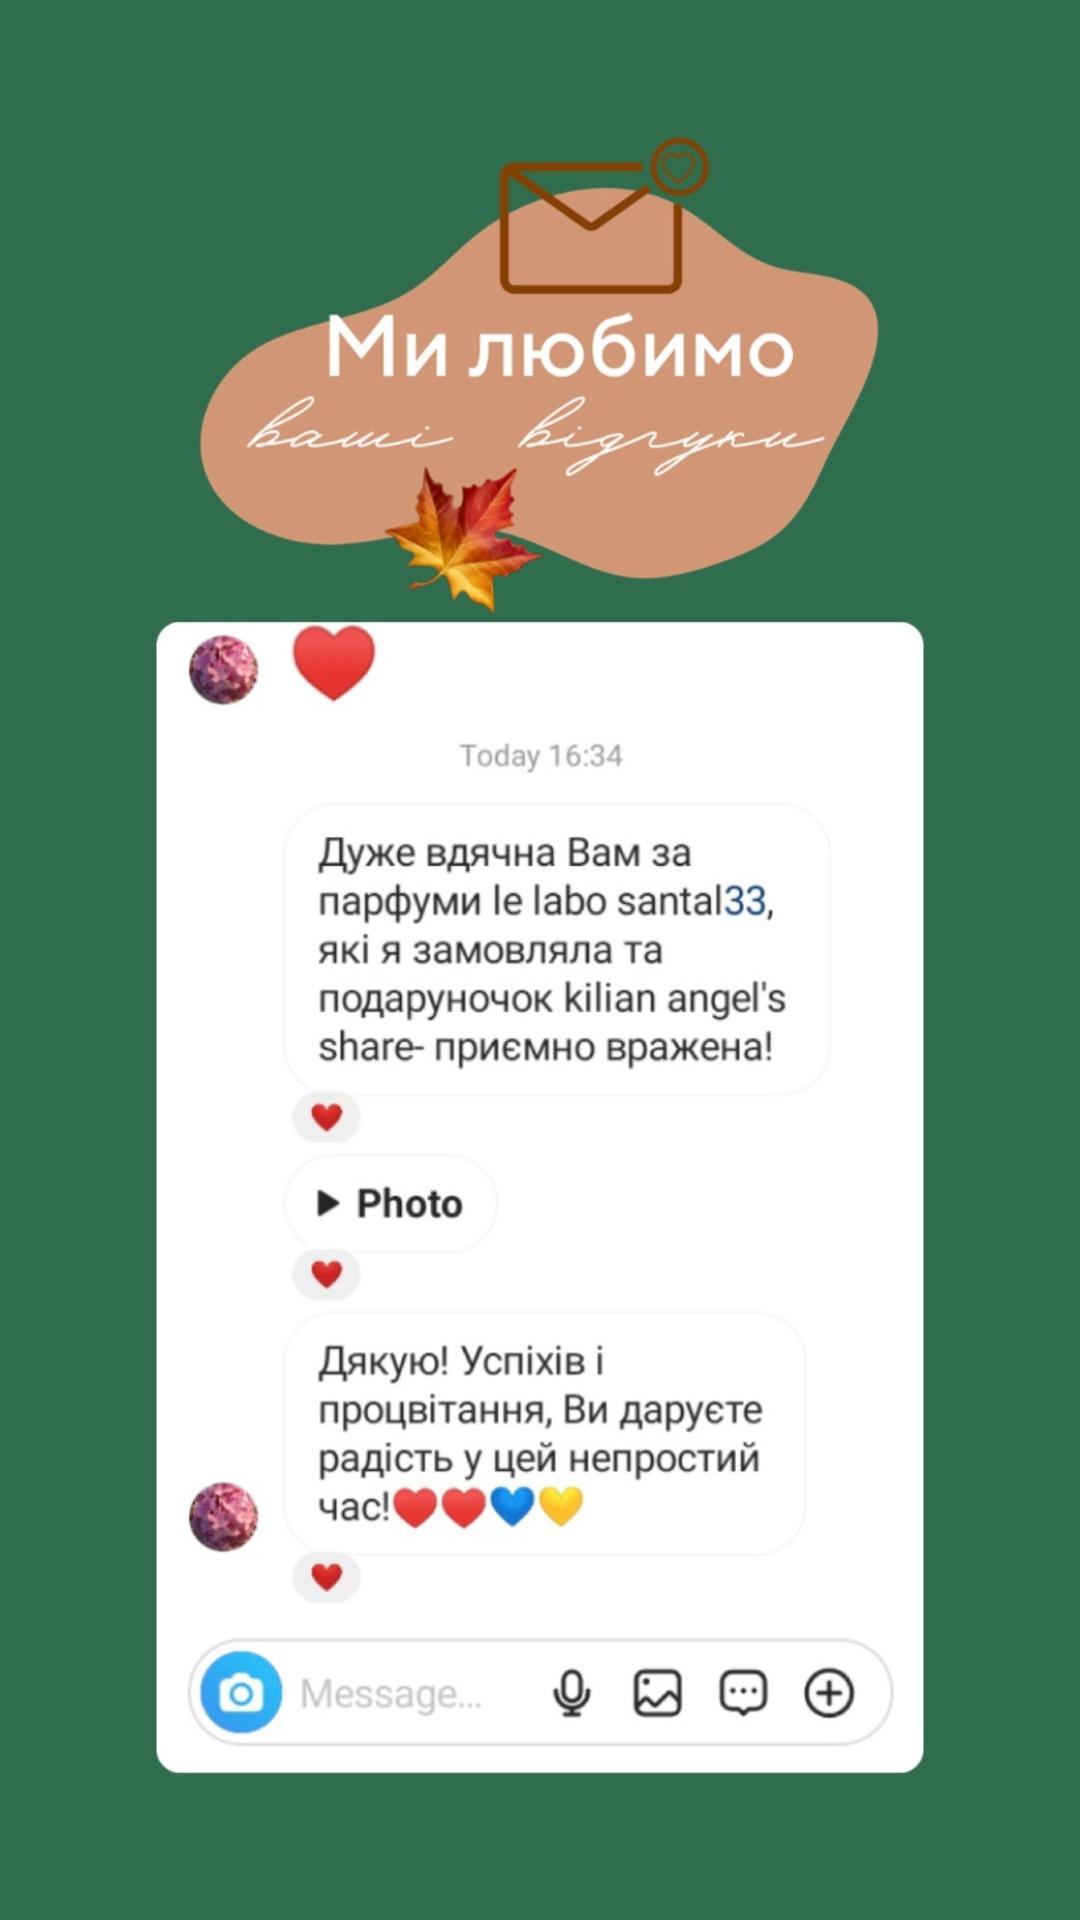 Ми любимо
ваші відгуки
❤️
Today 16:34
Дуже вдячна Вам за
парфуми le labo santal33,
які я замовляла та
подаруночок kilian angel's
share- приємно вражена!
❤️
▶ Photo
❤️
Дякую! Успіхів і
процвітання, Ви даруєте
радість у цей непростий
час!❤️❤️💙💛
❤️
Message...